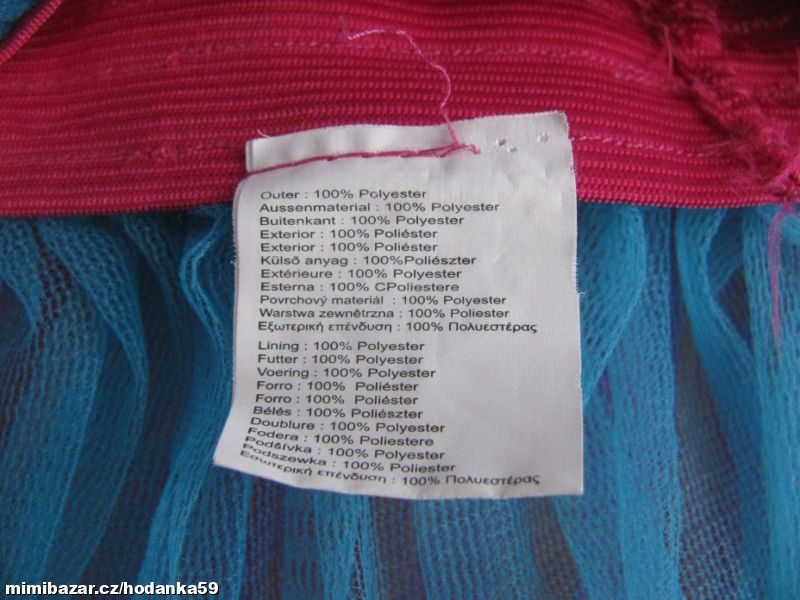 Outer : 100% Polyester
Aussenmaterial : 100% Polyester
Buitenkant : 100% Polyester
Exterior : 100% Poliéster
Exterior : 100% Poliéster
Külső anyag : 100%Poliészter
Extérieure : 100% Polyester
Esterna : 100% CPoliestere
Povrchový materiál : 100% Polyester
Warstwa zewnętrzna : 100% Polyester
Εξωτερική επένδυση : 100% Πολυεστέρας
Lining : 100% Polyester
Futter : 100% Polyester
Voering : 100% Polyester
Forro : 100% Poliéster
Forro : 100% Poliéster
Bélés : 100% Poliészter
Doublure : 100% Polyester
Fodera : 100% Poliestere
Podšívka : 100% Polyester
Podszewka : 100% Polyester
Εσωτερική επένδυση : 100% Πολυεστέρας
mimibazar.cz/hodanka59